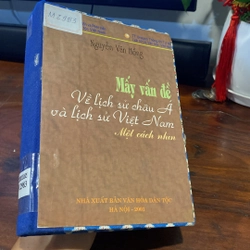 Nguyễn Văn Hồng
Mấy vấn đề
Về lịch sử châu Á
và lịch sử Việt Nam
Một cách nhìn
NHÀ XUẤT BẢN VĂN HÓA DÂN TỘC
HÀ NỘI - 2001